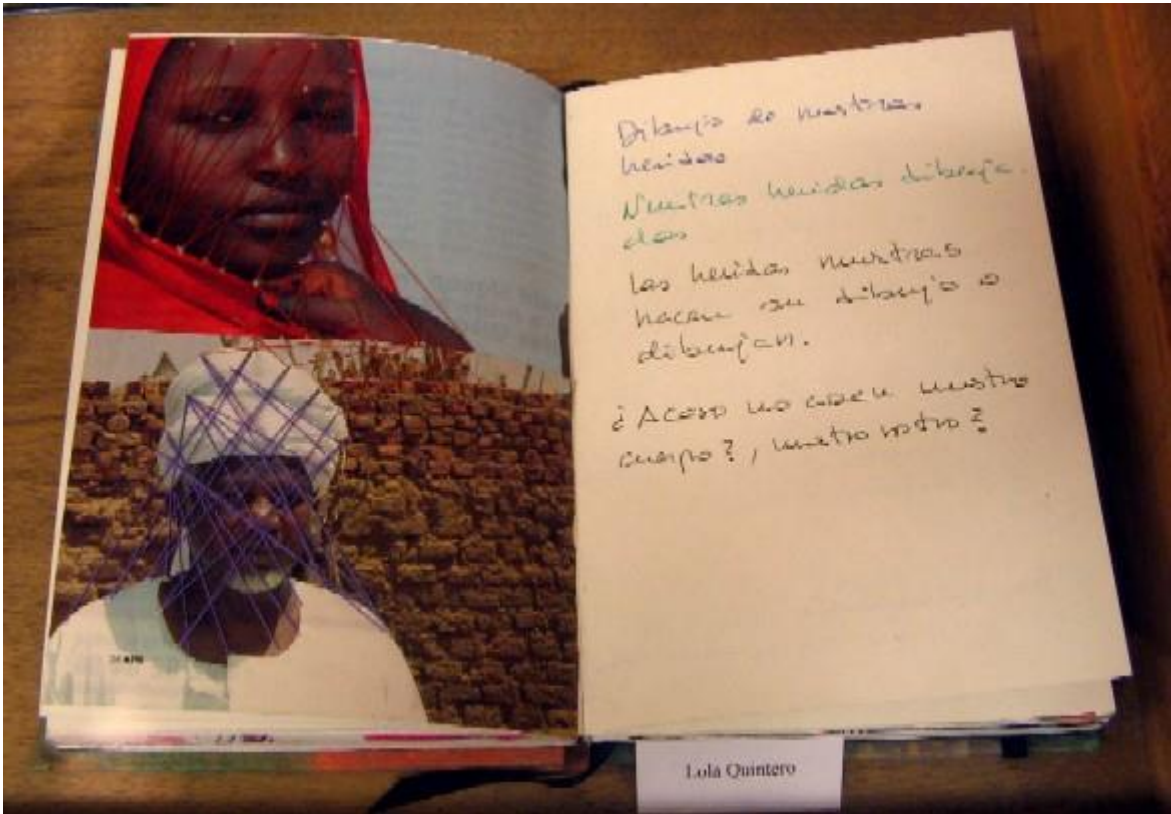 Dibujo de nuestras
heridas
Nuestras heridas dibuja-
das
Las heridas nuestras
hacen su dibujo o
dibujan.
¿Acaso no cosen nuestro
cuerpo?, nuestro rostro?
Lola Quintero